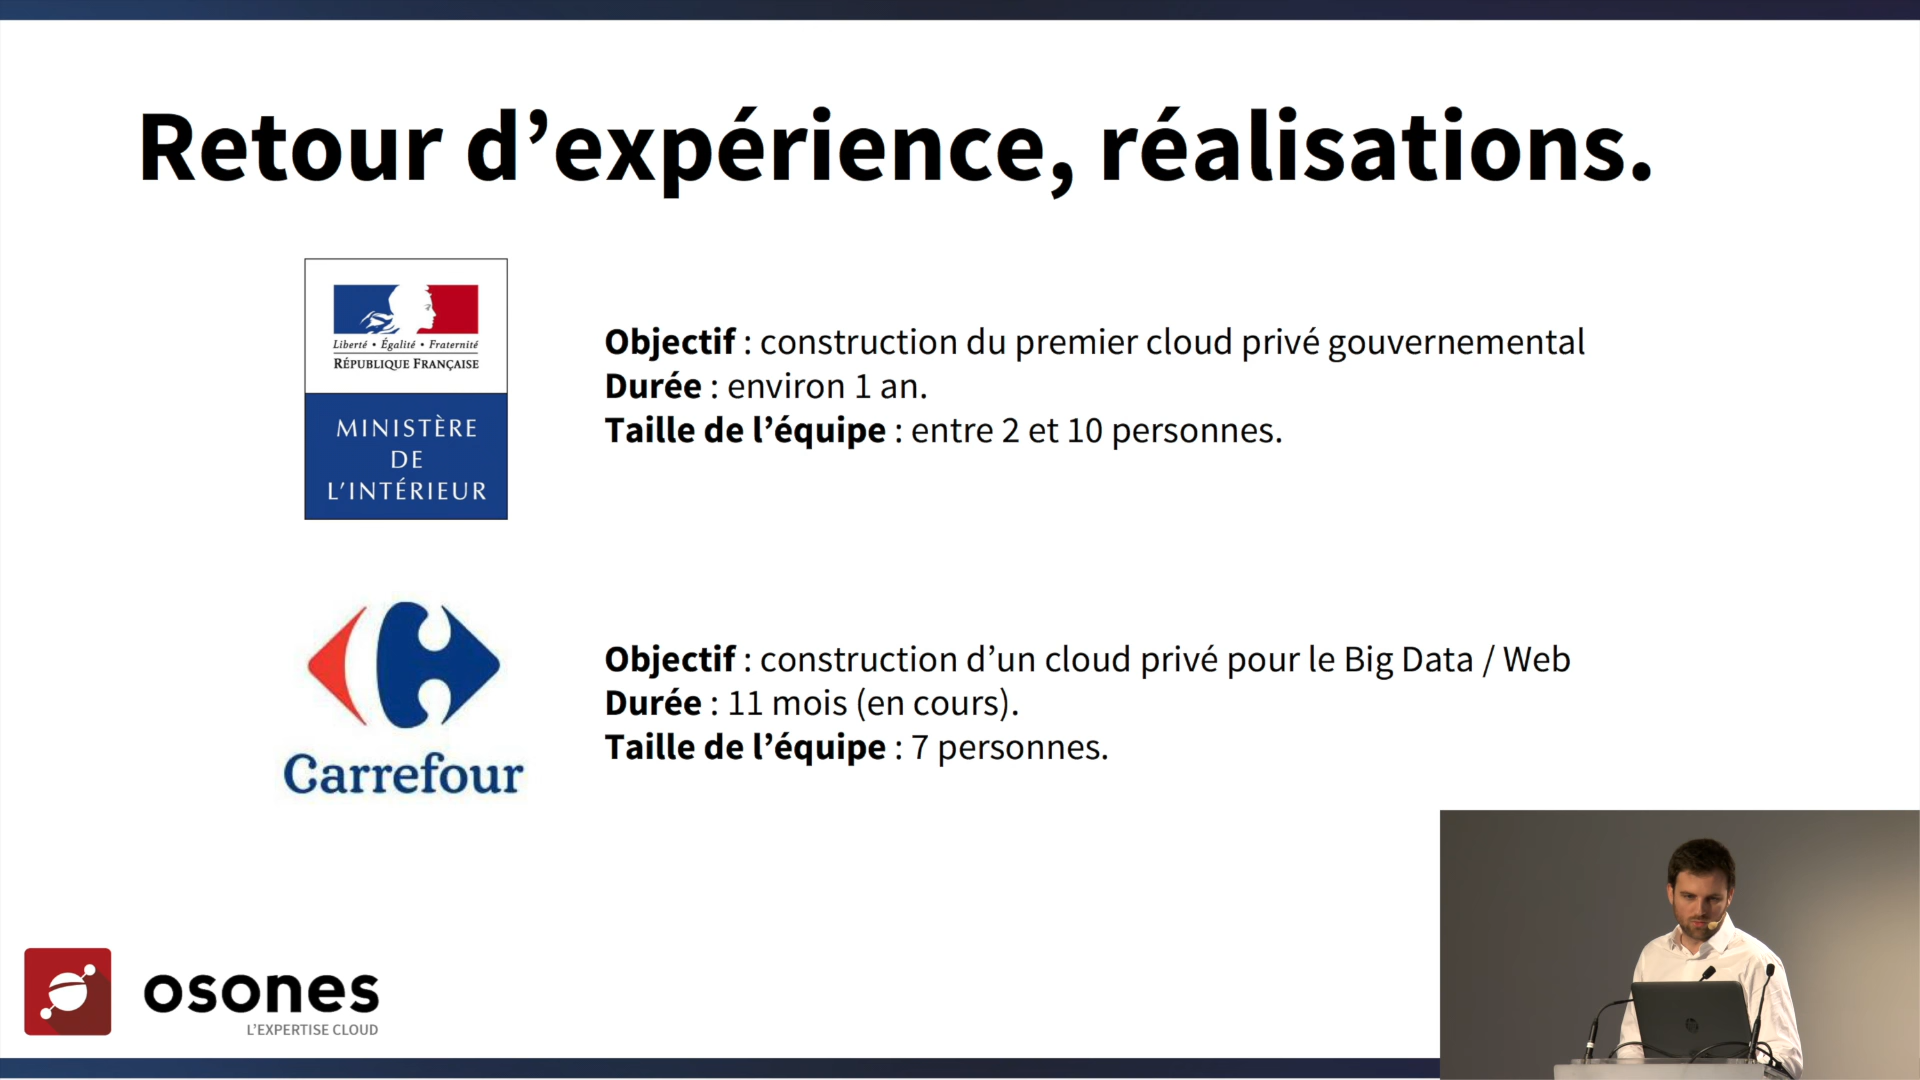 Retour d’expérience, réalisations.
Liberté • Égalité • Fraternité
RÉPUBLIQUE FRANÇAISE
MINISTÈRE
DE
L’INTÉRIEUR
Objectif : construction du premier cloud privé gouvernemental
Durée : environ 1 an.
Taille de l’équipe : entre 2 et 10 personnes.
Carrefour
Objectif : construction d’un cloud privé pour le Big Data / Web
Durée : 11 mois (en cours).
Taille de l’équipe : 7 personnes.
osones
L’EXPERTISE CLOUD